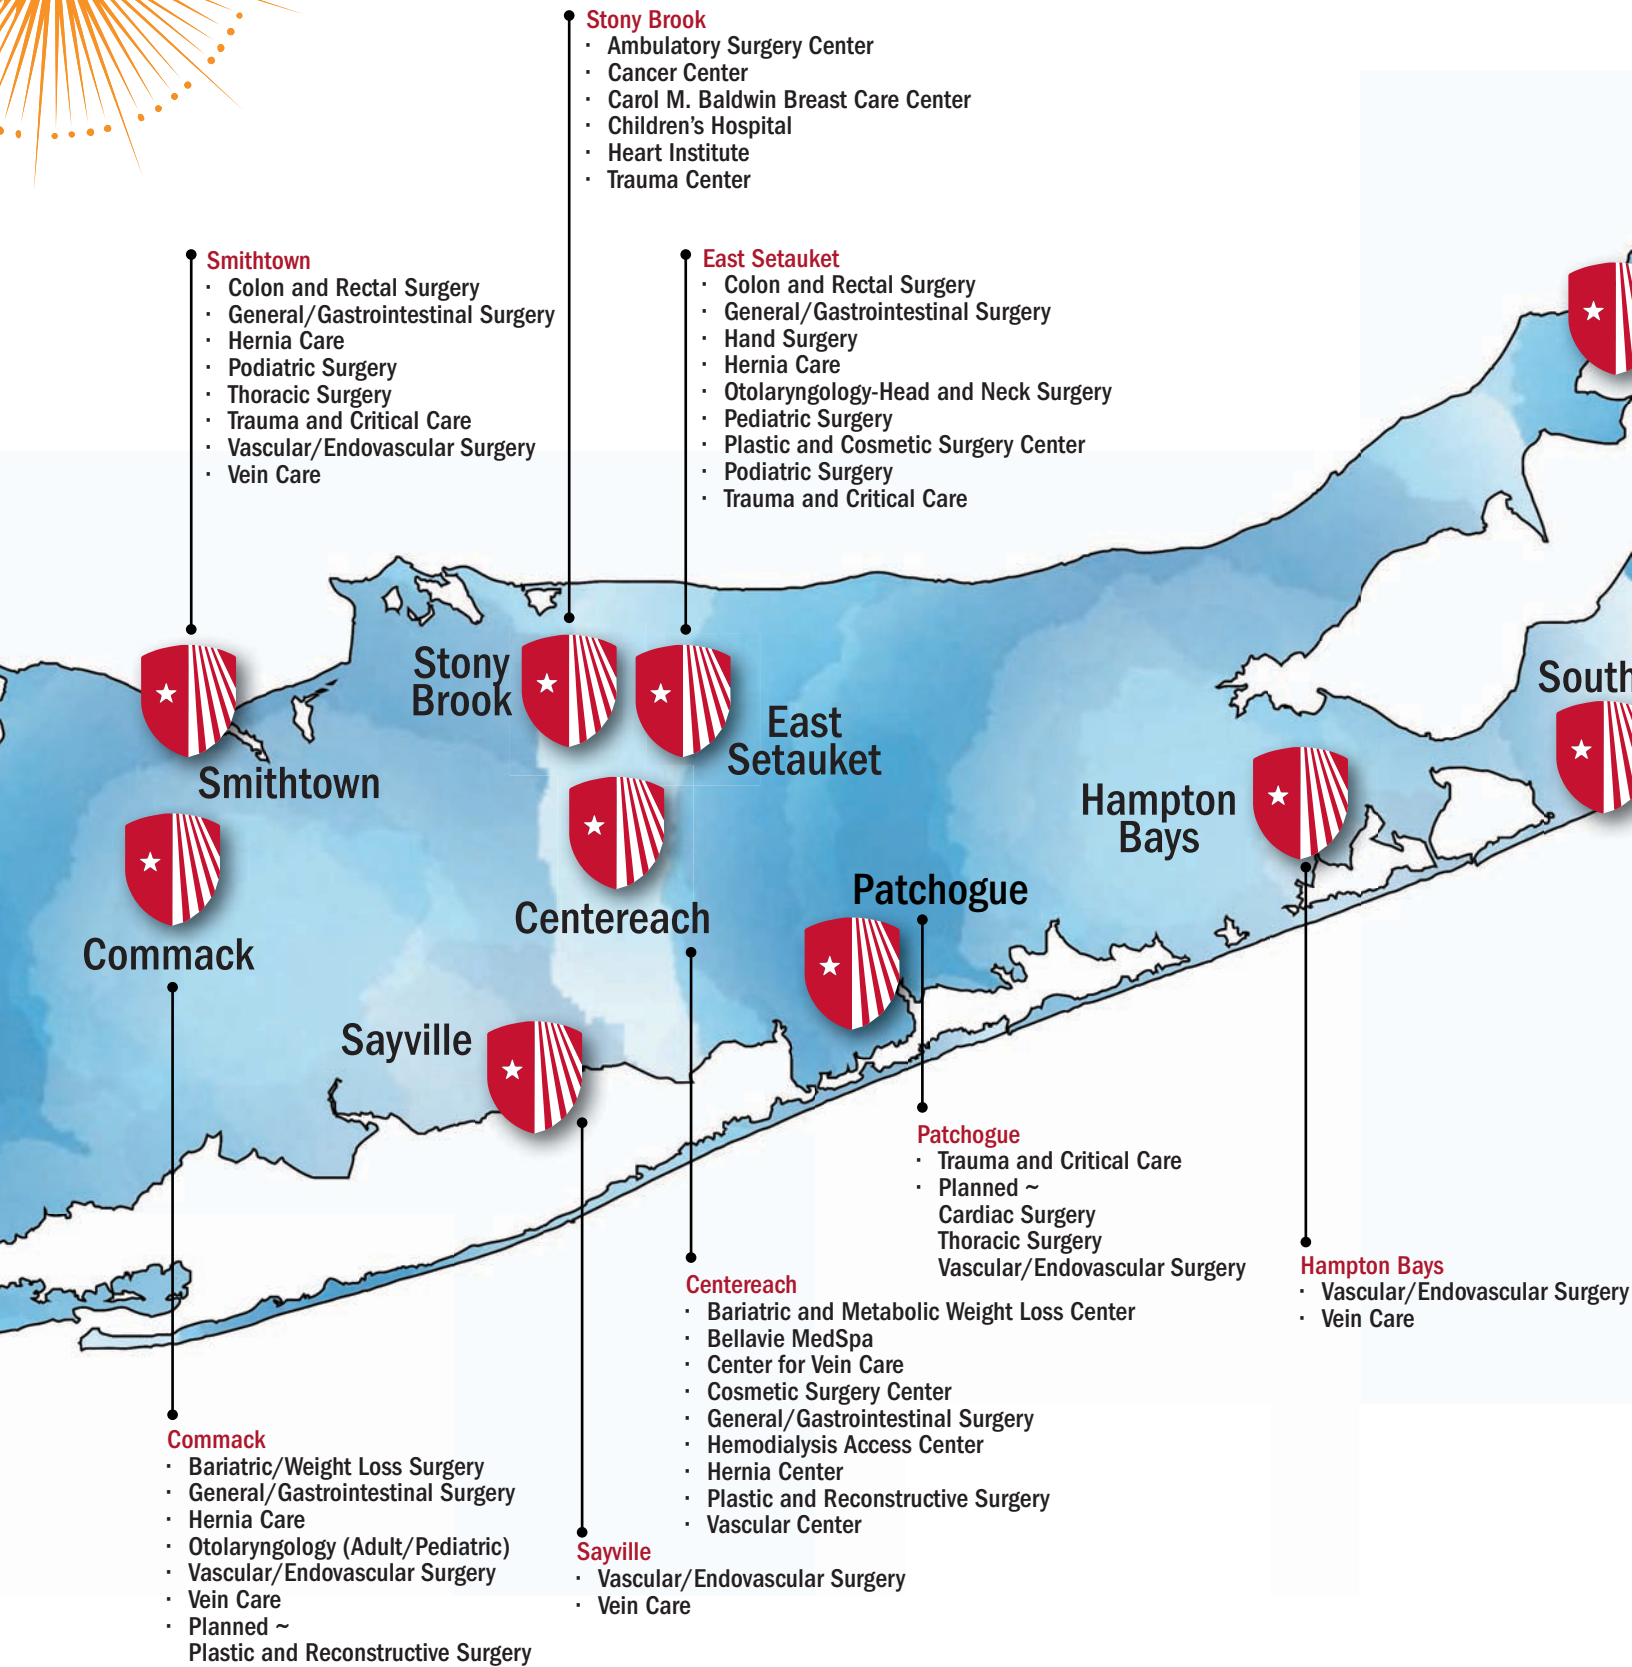 Stony Brook
· Ambulatory Surgery Center
· Cancer Center
· Carol M. Baldwin Breast Care Center
· Children’s Hospital
· Heart Institute
· Trauma Center
Smithtown
· Colon and Rectal Surgery
· General/Gastrointestinal Surgery
· Hernia Care
· Podiatric Surgery
· Thoracic Surgery
· Trauma and Critical Care
· Vascular/Endovascular Surgery
· Vein Care
East Setauket
· Colon and Rectal Surgery
· General/Gastrointestinal Surgery
· Hand Surgery
· Hernia Care
· Otolaryngology-Head and Neck Surgery
· Pediatric Surgery
· Plastic and Cosmetic Surgery Center
· Podiatric Surgery
· Trauma and Critical Care
Stony
Brook
South
East
Setauket
Smithtown
Hampton
Bays
Patchogue
Centereach
Commack
Sayville
Patchogue
· Trauma and Critical Care
· Planned ~
Cardiac Surgery
Thoracic Surgery
Vascular/Endovascular Surgery
Hampton Bays
· Vascular/Endovascular Surgery
· Vein Care
Centereach
· Bariatric and Metabolic Weight Loss Center
· Bellavie MedSpa
· Center for Vein Care
· Cosmetic Surgery Center
· General/Gastrointestinal Surgery
· Hemodialysis Access Center
· Hernia Center
· Plastic and Reconstructive Surgery
· Vascular Center
Commack
· Bariatric/Weight Loss Surgery
· General/Gastrointestinal Surgery
· Hernia Care
· Otolaryngology (Adult/Pediatric)
· Vascular/Endovascular Surgery
· Vein Care
· Planned ~
Plastic and Reconstructive Surgery
Sayville
· Vascular/Endovascular Surgery
· Vein Care